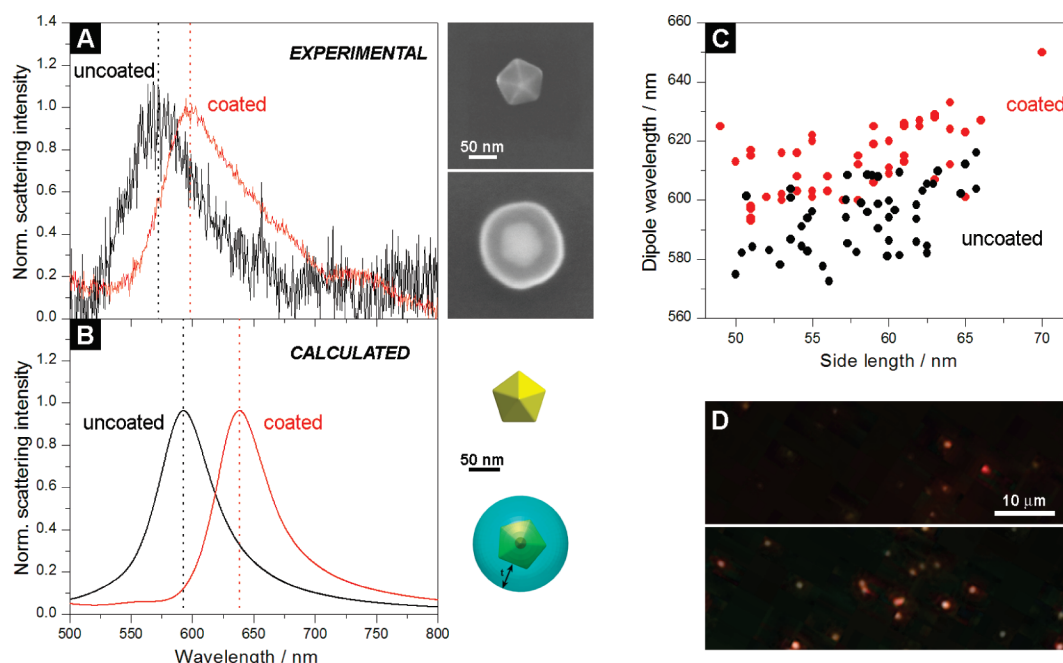 A
EXPERIMENTAL
uncoated
coated
Norm. scattering intensity
1.4
1.2
1.0
0.8
0.6
0.4
0.2
0.0
50 nm
B
CALCULATED
uncoated
coated
Norm. scattering intensity
1.2
1.0
0.8
0.6
0.4
0.2
0.0
500 550 600 650 700 750 800
Wavelength / nm
50 nm
t
C
coated
uncoated
Dipole wavelength / nm
660
640
620
600
580
560
50 55 60 65 70
Side length / nm
D
10 μm